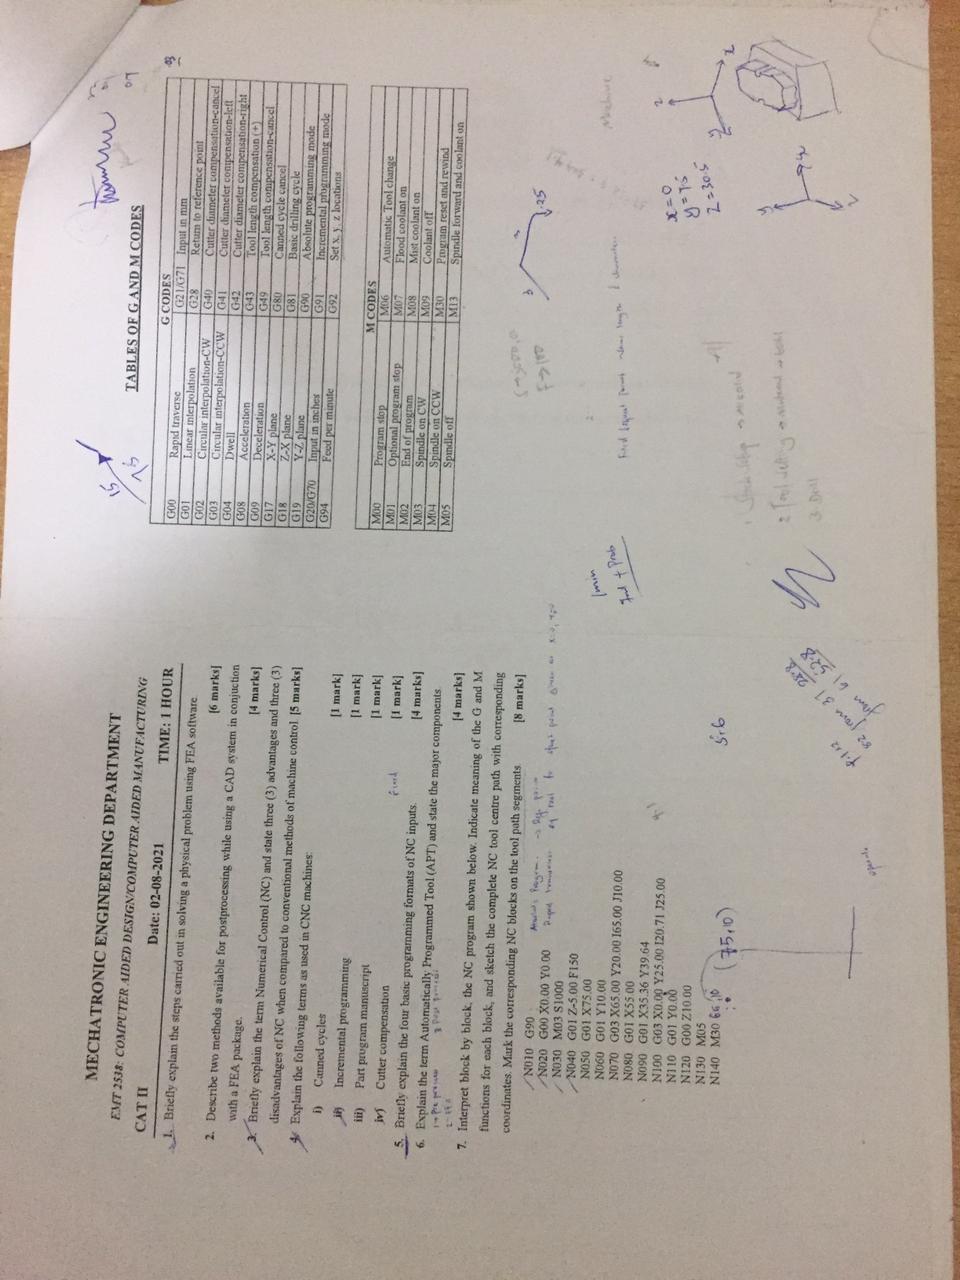 MECHATRONIC ENGINEERING DEPARTMENT
EMT 2538: COMPUTER AIDED DESIGN/COMPUTER AIDED MANUFACTURING
CAT II
Date: 02-08-2021
TIME: 1 HOUR
1. Briefly explain the steps carried out in solving a physical problem using FEA software.
[6 marks]
2. Describe two methods available for postprocessing while using a CAD system in conjuction
with a FEA package.
[4 marks]
3. Briefly explain the term Numerical Control (NC) and state three (3) advantages and three (3)
disadvantages of NC when compared to conventional methods of machine control. [5 marks]
4. Explain the following terms as used in CNC machines:
i) Canned cycles [1 mark]
ii) Incremental programming [1 mark]
iii) Part program manuscript [1 mark]
iv) Cutter compensation [1 mark]
5. Briefly explain the four basic programming formats of NC inputs. [4 marks]
6. Explain the term Automatically Programmed Tool (APT) and state the major components.
[4 marks]
7. Interpret block by block, the NC program shown below. Indicate meaning of the G and M
functions for each block, and sketch the complete NC tool centre path with corresponding
coordinates. Mark the corresponding NC blocks on the tool path segments. [8 marks]
N010 G90
N020 G00 X0.00 Y0.00
N030 M03 S1000
N040 G01 Z-5.00 F150
N050 G01 X75.00
N060 G01 Y10.00
N070 G03 X65.00 Y20.00 I65.00 J10.00
N080 G01 X55.00
N090 G01 X35.36 Y39.64
N100 G03 X0.00 Y25.00 I20.71 J25.00
N110 G01 Y0.00
N120 G00 Z10.00
N130 M05
N140 M30
(75,10)
5.6
1min
TABLES OF G AND M CODES
G CODES
G00 Rapid traverse G21/G71 Input in mm
G01 Linear interpolation G28 Return to reference point
G02 Circular interpolation-CW G40 Cutter diameter compensation-cancel
G03 Circular interpolation-CCW G41 Cutter diameter compensation-left
G04 Dwell G42 Cutter diameter compensation-right
G08 Acceleration G43 Tool length compensation (+)
G09 Deceleration G49 Tool length compensation-cancel
G17 X-Y plane G80 Canned cycle cancel
G18 Z-X plane G81 Basic drilling cycle
G19 Y-Z plane G90 Absolute programming mode
G20/G70 Input in inches G91 Incremental programming mode
G94 Feed per minute G92 Set x, y, z locations
M CODES
M00 Program stop M06 Automatic Tool change
M01 Optional program stop M07 Flood coolant on
M02 End of program M08 Mist coolant on
M03 Spindle on CW M09 Coolant off
M04 Spindle on CCW M30 Program reset and rewind
M05 Spindle off M13 Spindle forward and coolant on
x=0
y=7.5
z=30.5